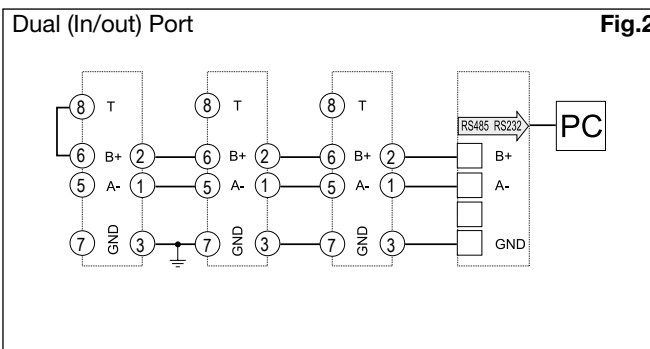 Dual (In/out) Port Fig.2
8 T 8 T 8 T
RS485 RS232 PC
6 B+ 2 6 B+ 2 6 B+ 2 B+
5 A- 1 5 A- 1 5 A- 1 A-
7 GND 3 7 GND 3 7 GND 3 GND